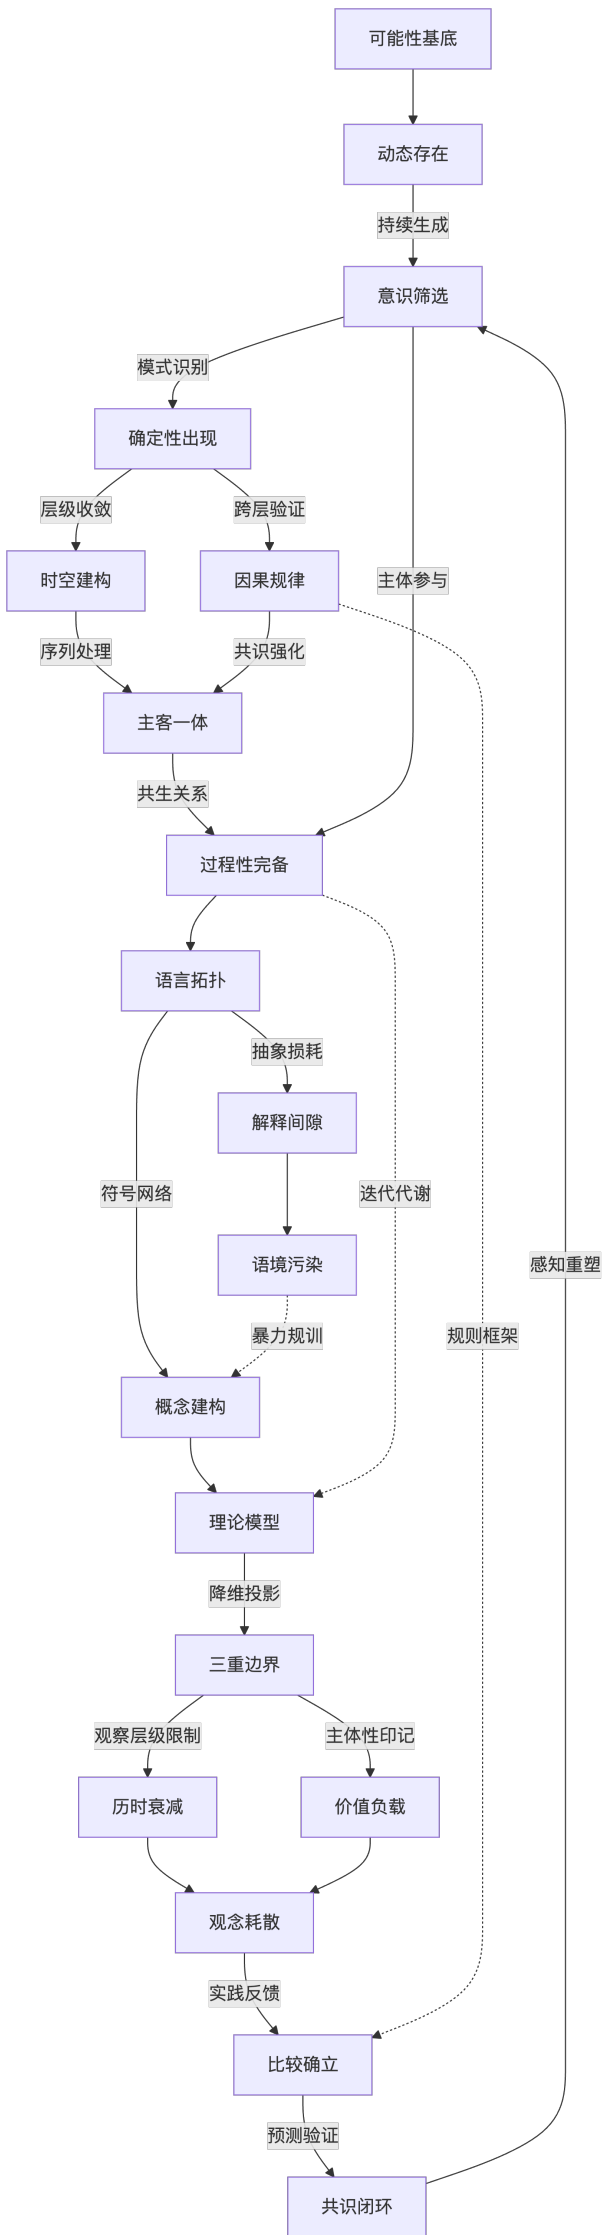 可能性基底
动态存在
持续生成
意识筛选
模式识别
确定性出现
层级收敛
跨层验证
时空建构
因果规律
主体参与
序列处理
共识强化
主客一体
共生关系
过程性完备
语言拓扑
抽象损耗
解释间隙
符号网络
迭代代谢
语境污染
感知重塑
暴力规训
规则框架
概念建构
理论模型
降维投影
三重边界
观察层级限制
主体性印记
历时衰减
价值负载
观念耗散
实践反馈
比较确立
预测验证
共识闭环